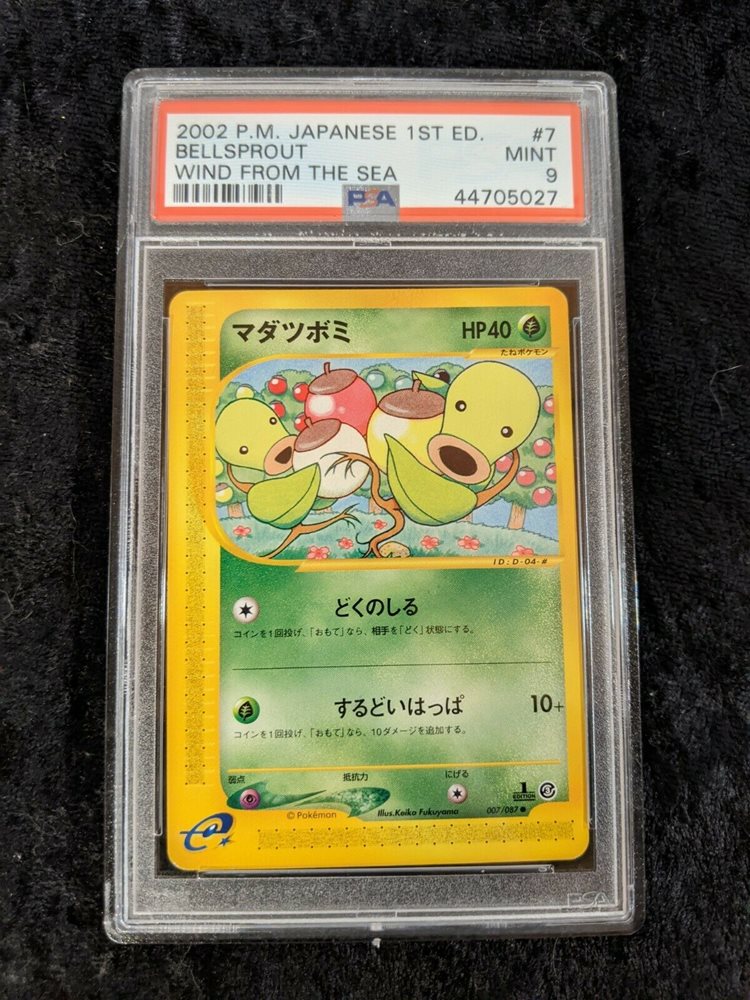 2002 P.M. JAPANESE 1ST ED. #7
BELLSPROUT MINT
WIND FROM THE SEA 9
PSA 44705027
マダツボミ HP40
たねポケモン
ID:D-04-#
どくのしる
コインを1回投げ、「おもて」なら、相手を「どく」状態にする。
するどいはっぱ 10+
コインを1回投げ、「おもて」なら、10ダメージを追加する。
弱点 抵抗力 にげる
1
EDITION
© Pokémon Illus.Keiko Fukuyama 007/087 ●
e
PSA